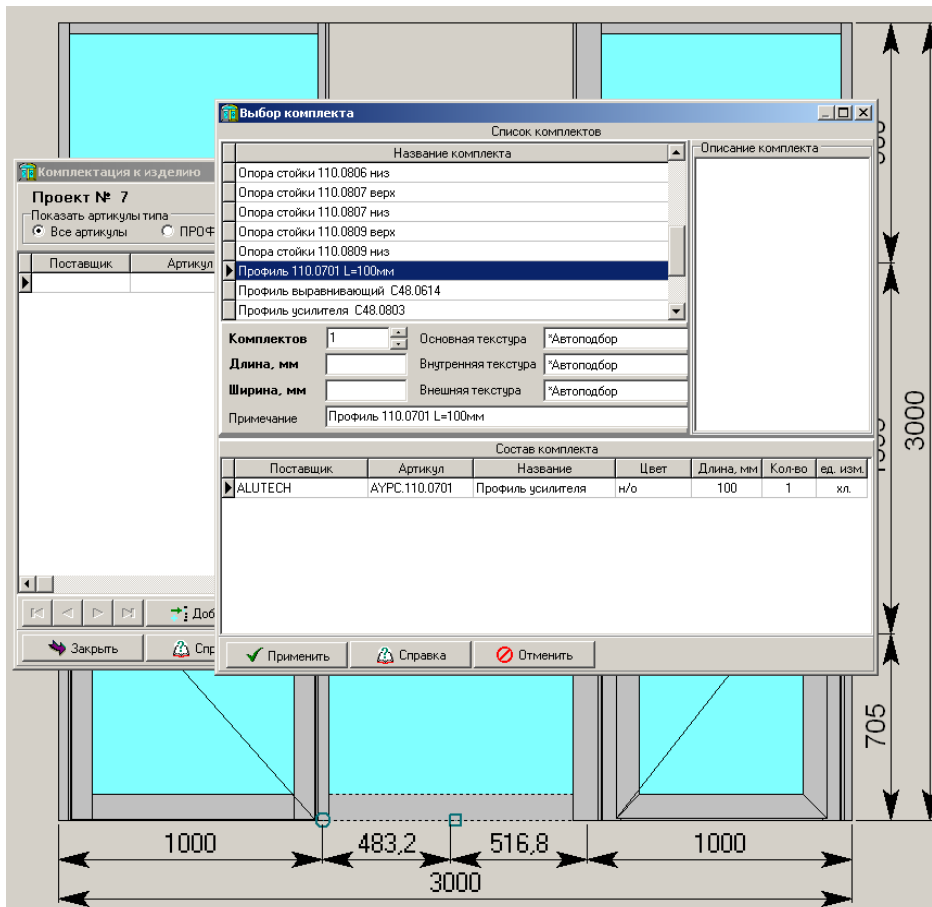 Выбор комплекта
Список комплектов
Название комплекта
Описание комплекта
Опора стойки 110.0806 низ
Опора стойки 110.0807 верх
Опора стойки 110.0807 низ
Опора стойки 110.0809 верх
Опора стойки 110.0809 низ
Профиль 110.0701 L=100мм
Профиль выравнивающий С48.0614
Профиль усилителя С48.0803
Комплектов 1 Основная текстура *Автоподбор
Длина, мм Внутренняя текстура *Автоподбор
Ширина, мм Внешняя текстура *Автоподбор
Примечание Профиль 110.0701 L=100мм
Состав комплекта
Поставщик Артикул Название Цвет Длина, мм Кол-во ед. изм.
ALUTECH AYPC.110.0701 Профиль усилителя н/о 100 1 хл.
Применить Справка Отменить
Комплектация к изделию
Проект № 7
Показать артикулы типа
Все артикулы ПРОФ
Поставщик Артикул
Доб
Закрыть Спр
3000
705
1000 483,2 516,8 1000
3000